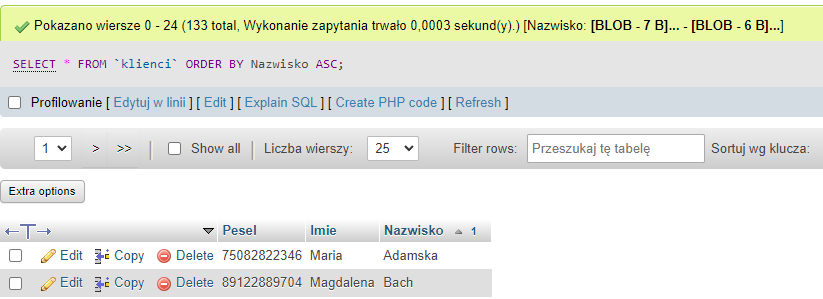 Pokazano wiersze 0 - 24 (133 total, Wykonanie zapytania trwało 0,0003 sekund(y).) [Nazwisko: [BLOB - 7 B]... - [BLOB - 6 B]...]
SELECT * FROM `klienci` ORDER BY Nazwisko ASC;
Profilowanie [ Edytuj w linii ] [ Edit ] [ Explain SQL ] [ Create PHP code ] [ Refresh ]
1 > >> Show all Liczba wierszy: 25 Filter rows: Przeszukaj tę tabelę Sortuj wg klucza:
Extra options
Pesel Imie Nazwisko 1
Edit Copy Delete 75082822346 Maria Adamska
Edit Copy Delete 89122889704 Magdalena Bach